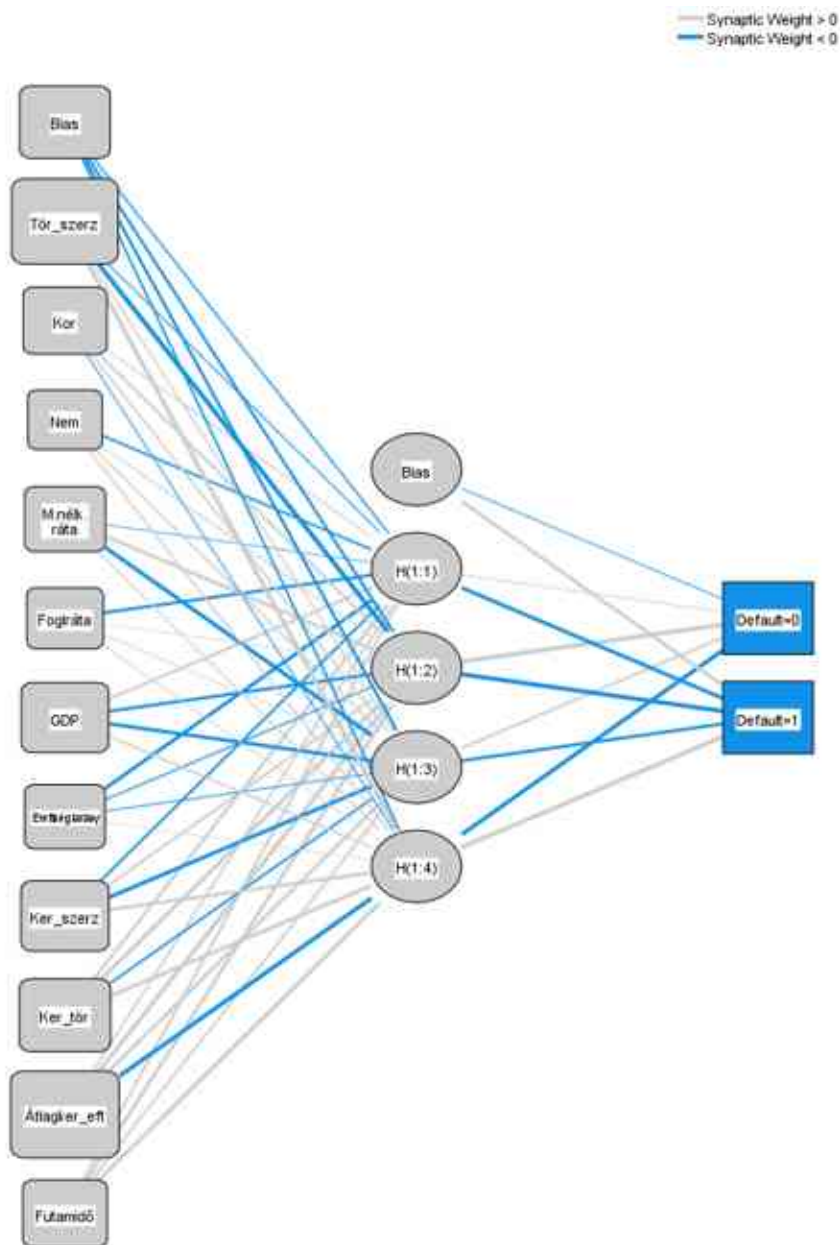 Synaptic Weight > 0
Synaptic Weight < 0
Bias
Tör_szerz
Kor
Nem
M.nélk
ráta
Foglráta
GDP
Ker_szerz
Ker_tör
Átlagker_eft
Futamidő
Bias
H(1:1)
H(1:2)
H(1:3)
H(1:4)
Default=0
Default=1